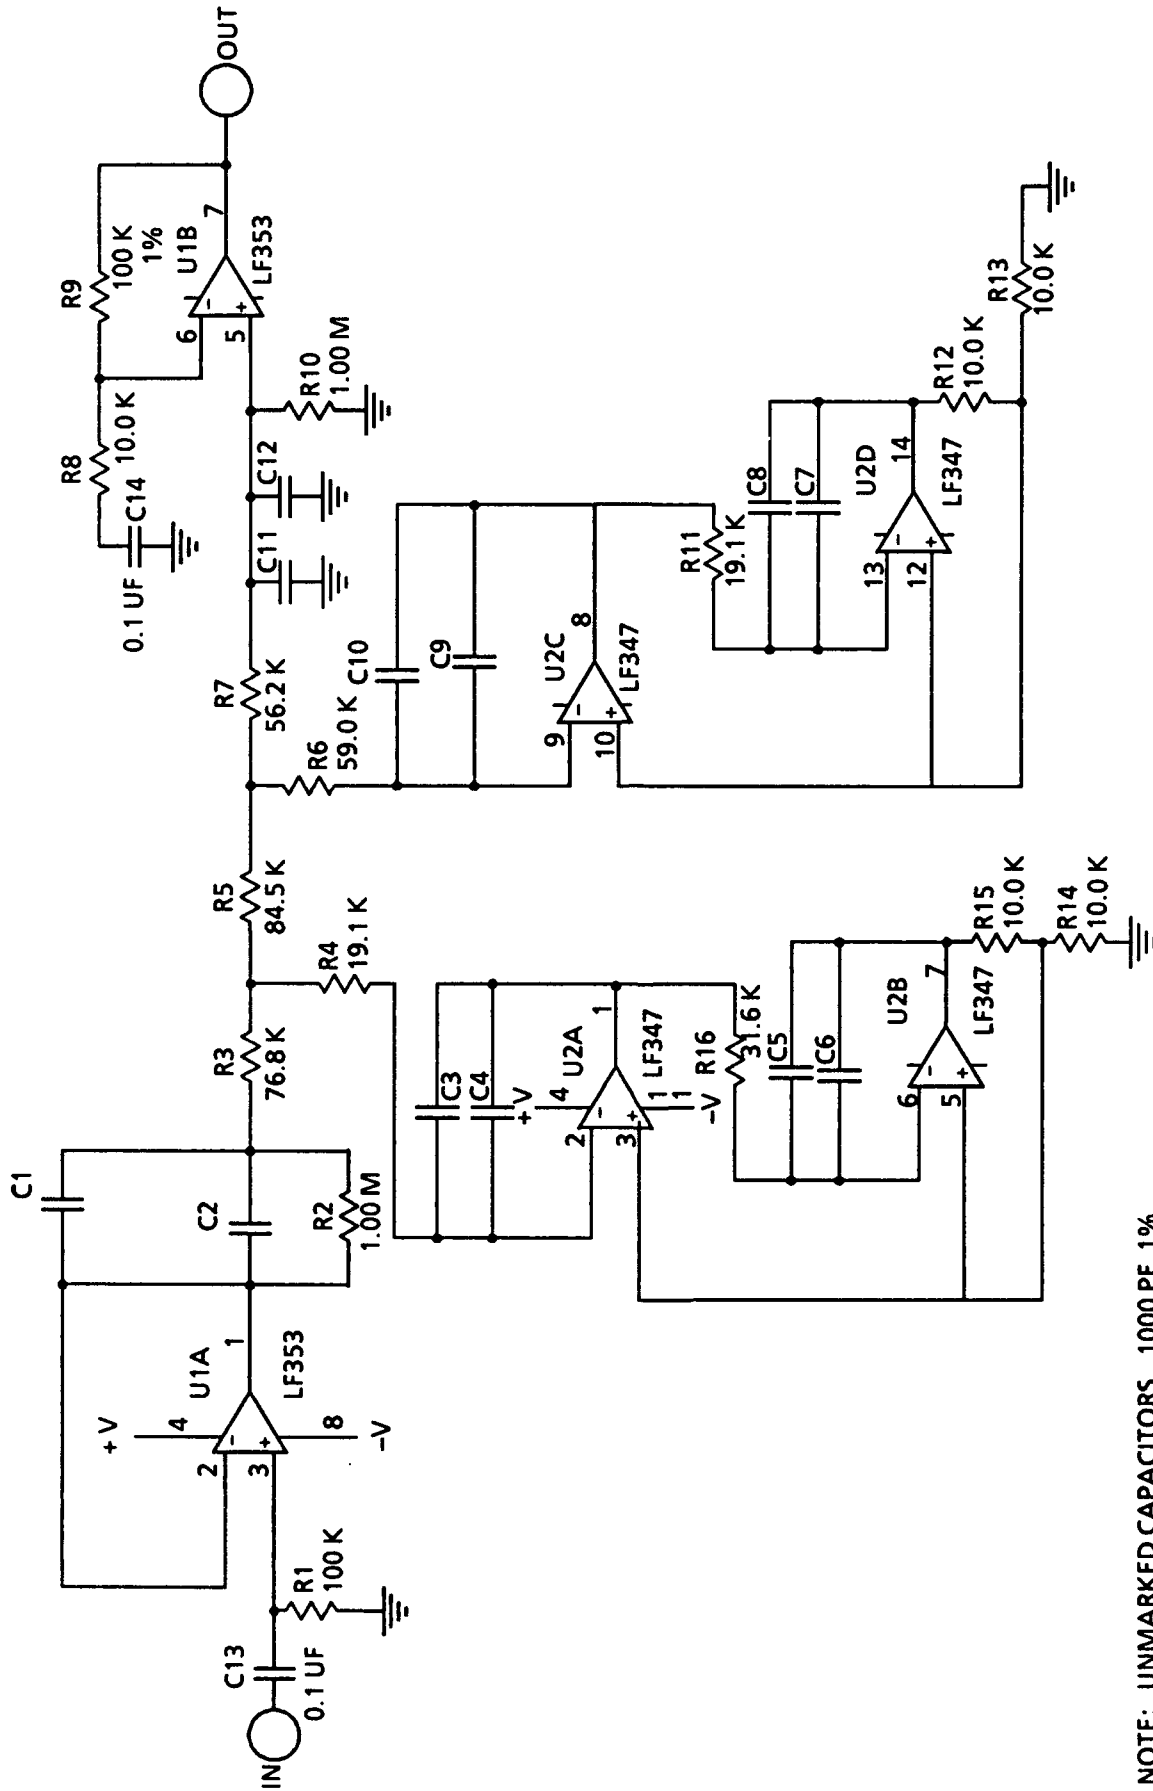 IN
C13
0.1 UF
R1
100 K
2
3
+V
4
U1A
1
LF353
8
-V
C1
C2
R2
1.00 M
R3
76.8 K
R4
19.1 K
R5
84.5 K
R6
59.0 K
R7
56.2 K
C11
C12
R10
1.00 M
0.1 UF
C14
R8
10.0 K
R9
100 K
1%
6
5
U1B
7
LF353
OUT
C3
C4
+V
4
2
3
U2A
1
LF347
1 1
-V
R16
31.6 K
C5
C6
6
5
U2B
7
LF347
R15
10.0 K
R14
10.0 K
C10
C9
9
10
U2C
8
LF347
R11
19.1 K
C8
C7
13
12
U2D
14
LF347
R12
10.0 K
R13
10.0 K
NOTE: UNMARKED CAPACITORS 1000 PF 1%